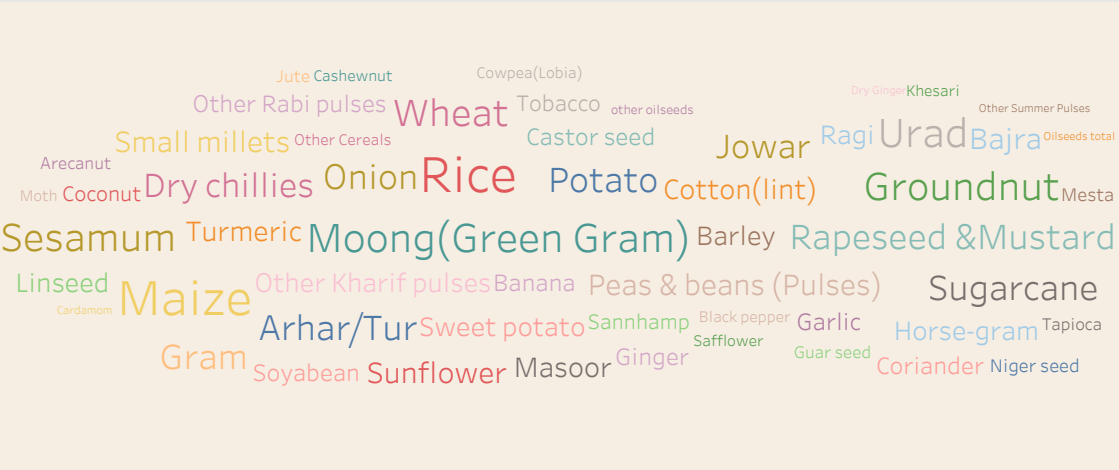 Cowpea(Lobia)
Jute Cashewnut
Dry Ginger Khesari
Other Rabi pulses Wheat Tobacco other oilseeds Other Summer Pulses
Small millets Other Cereals Castor seed Jowar Ragi Urad Bajra Oilseeds total
Arecanut
Moth Coconut Dry chillies Onion Rice Potato Cotton(lint) Groundnut Mesta
Sesamum Turmeric Moong(Green Gram) Barley Rapeseed &Mustard
Linseed Other Kharif pulses Banana Peas & beans (Pulses) Sugarcane
Cardamom Maize
Arhar/Tur Sweet potato Sannhamp Black pepper Garlic Horse-gram Tapioca
Safflower
Gram Ginger Guar seed
Soyabean Sunflower Masoor Coriander Niger seed